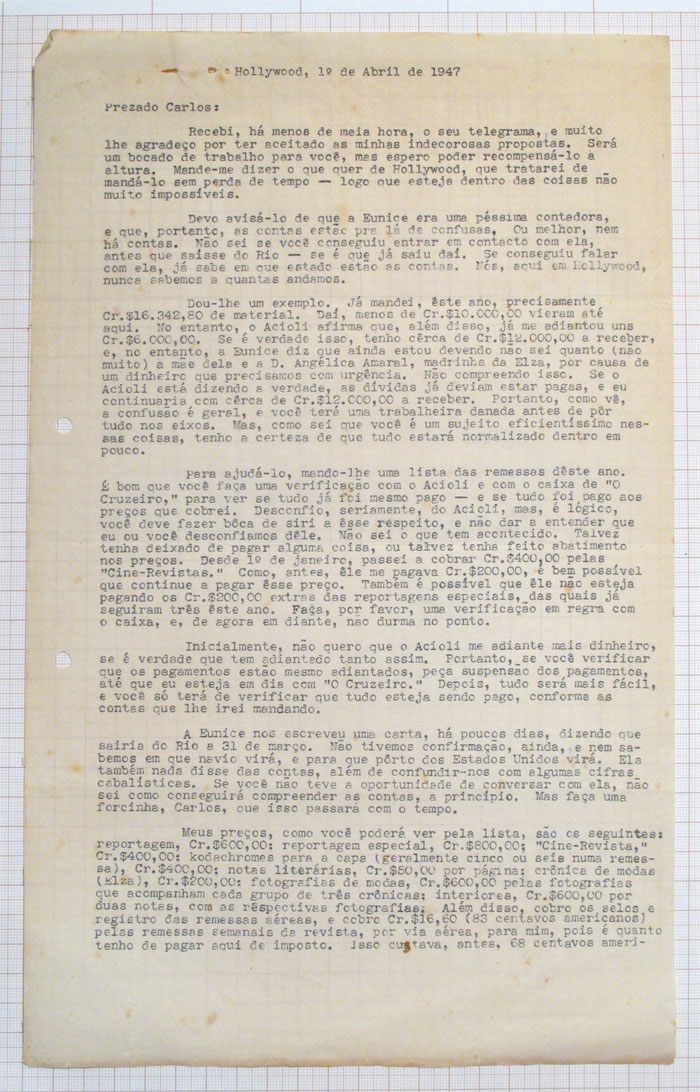 Hollywood, 1º de Abril de 1947
Prezado Carlos:
Recebi, há menos de meia hora, o seu telegrama, e muito
lhe agradeço por ter aceitado as minhas indecorosas propostas. Será
um bocado de trabalho para você, mas espero poder recompensá-lo a
altura. Mande-me dizer o que quer de Hollywood, que tratarei de
mandá-lo sem perda de tempo — logo que esteja dentro das coisas não
muito impossíveis.
Devo avisá-lo de que a Eunice era uma péssima contadora,
e que, portanto, as contas estão pra lá de confusas. Ou melhor, nem
há contas. Não sei se você conseguiu entrar em contacto com ela,
antes que saisse do Rio — se é que já saiu daí. Se conseguiu falar
com ela, já sabe em que estado estão as contas. Nós, aqui em Hollywood,
nunca sabemos a quantas andamos.
Dou-lhe um exemplo. Já mandei, êste ano, precisamente
Cr.$16.342,80 de material. Daí, menos de Cr.$10.000,00 vieram até
aqui. No entanto, o Acioli afirma que, além disso, já me adiantou uns
Cr.$6.000,00. Se é verdade isso, tenho cêrca de Cr.$12.000,00 a receber,
e, no entanto, a Eunice diz que ainda estou devendo não sei quanto (não
muito) a mãe dela e a D. Angélica Amaral, madrinha da Elza, por causa de
um dinheiro que precisamos com urgência. Não compreendo isso. Se o
Acioli está dizendo a verdade, as dívidas já deviam estar pagas, e eu
continuaria com cêrca de Cr.$12.000,00 a receber. Portanto, como vê,
a confusão é geral, e você terá uma trabalheira danada antes de pôr
tudo nos eixos. Mas, como sei que você é um sujeito eficientíssimo nes-
sas coisas, tenho a certeza de que tudo estará normalizado dentro em
pouco.
Para ajudá-lo, mando-lhe uma lista das remessas dêste ano.
É bom que você faça uma verificação com o Acioli e com o caixa de "O
Cruzeiro," para ver se tudo já foi mesmo pago — e se tudo foi pago aos
preços que cobrei. Desconfio, seriamente, do Acioli, mas, é lógico,
você deve fazer bôca de siri a êsse respeito, e não dar a entender que
eu ou você desconfiamos dêle. Não sei o que tem acontecido. Talvez
tenha deixado de pagar alguma coisa, ou talvez tenha feito abatimento
nos preços. Desde 1º de janeiro, passei a cobrar Cr.$400,00 pelas
"Cine-Revistas." Como, antes, êle me pagava Cr.$200,00, é bem possível
que continue a pagar êsse preço. Também é possível que êle não esteja
pagando os Cr.$200,00 extras das reportagens especiais, das quais já
seguiram três êste ano. Faça, por favor, uma verificação em regra com
o caixa, e, de agora em diante, não durma no ponto.
Inicialmente, não quero que o Acioli me adiante mais dinheiro,
se é verdade que tem adiantado tanto assim. Portanto, se você verificar
que os pagamentos estão mesmo adiantados, peça suspensão dos pagamentos,
até que eu esteja em dia com "O Cruzeiro." Depois, tudo será mais fácil,
e você só terá de verificar que tudo esteja sendo pago, conforme as
contas que lhe irei mandando.
A Eunice nos escreveu uma carta, há poucos dias, dizendo que
sairia do Rio a 31 de março. Não tivemos confirmação, ainda, e nem sa-
bemos em que navio virá, e para que pôrto dos Estados Unidos virá. Ela
também nada disse das contas, além de confundir-nos com algumas cifras
cabalísticas. Se você não teve a oportunidade de conversar com ela, não
sei como conseguirá compreender as contas, a princípio. Mas faça uma
forcinha, Carlos, que isso passará com o tempo.
Meus preços, como você poderá ver pela lista, são os seguintes:
reportagem, Cr.$600,00: reportagem especial, Cr.$800,00; "Cine-Revista,"
Cr.$400,00: kodachromes para a capa (geralmente cinco ou seis numa remes-
sa), Cr.$400,00: notas literárias, Cr.$50,00 por página: crônica de modas
(Elza), Cr.$200,00: fotografias de modas, Cr.$600,00 pelas fotografias
que acompanham cada grupo de três crônicas: interiores, Cr.$600,00 por
duas notas, com as respectivas fotografias. Além disso, cobro os selos e
registro das remessas aéreas, e cobro Cr.$16,60 (83 centavos americanos)
pelas remessas semanais da revista, por via aérea, para mim, pois é quanto
tenho de pagar aqui de imposto. Isso custava, antes, 68 centavos ameri-